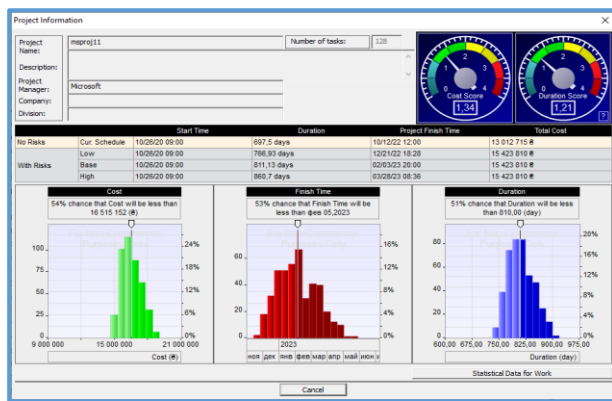 Project Information
Project Name:
msproj11
Number of tasks:
128
Description:
Project Manager:
Microsoft
Company:
Division:
0 1 2 3 4
Cost Score
1,34
0 1 2 3 4
Duration Score
1,21
?
Start Time Duration Project Finish Time Total Cost
No Risks Cur. Schedule 10/26/20 09:00 697,5 days 10/12/22 12:00 13 012 715 ₴
Low 10/26/20 09:00 766,93 days 12/21/22 18:28 15 423 810 ₴
With Risks Base 10/26/20 09:00 811,13 days 02/03/23 20:00 15 423 810 ₴
High 10/26/20 09:00 860,7 days 03/28/23 08:36 15 423 810 ₴
Cost
54% chance that Cost will be less than
16 515 152 (₴)
100
75
50
25
0
24%
18%
12%
6%
0%
9 000 000 15 000 000 21 000 000
Cost (₴)
Finish Time
53% chance that Finish Time will be
less than фев 05,2023
60
40
20
0
16%
12%
8%
4%
0%
2023
ноя дек янв фев мар апр май июн
Duration
51% chance that Duration will be less
than 810,00 (day)
80
60
40
20
0
20%
16%
12%
8%
4%
0%
600,00 675,00 750,00 825,00 900,00 975,00
Duration (day)
Statistical Data for Work
Cancel